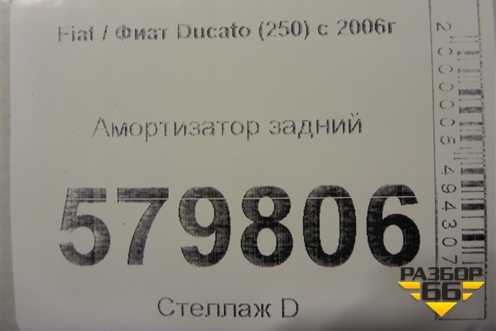 Fiat / Фиат Ducato (250) с 2006г
Амортизатор задний
579806
Стеллаж D
2000006494307
РАЗБОР
66